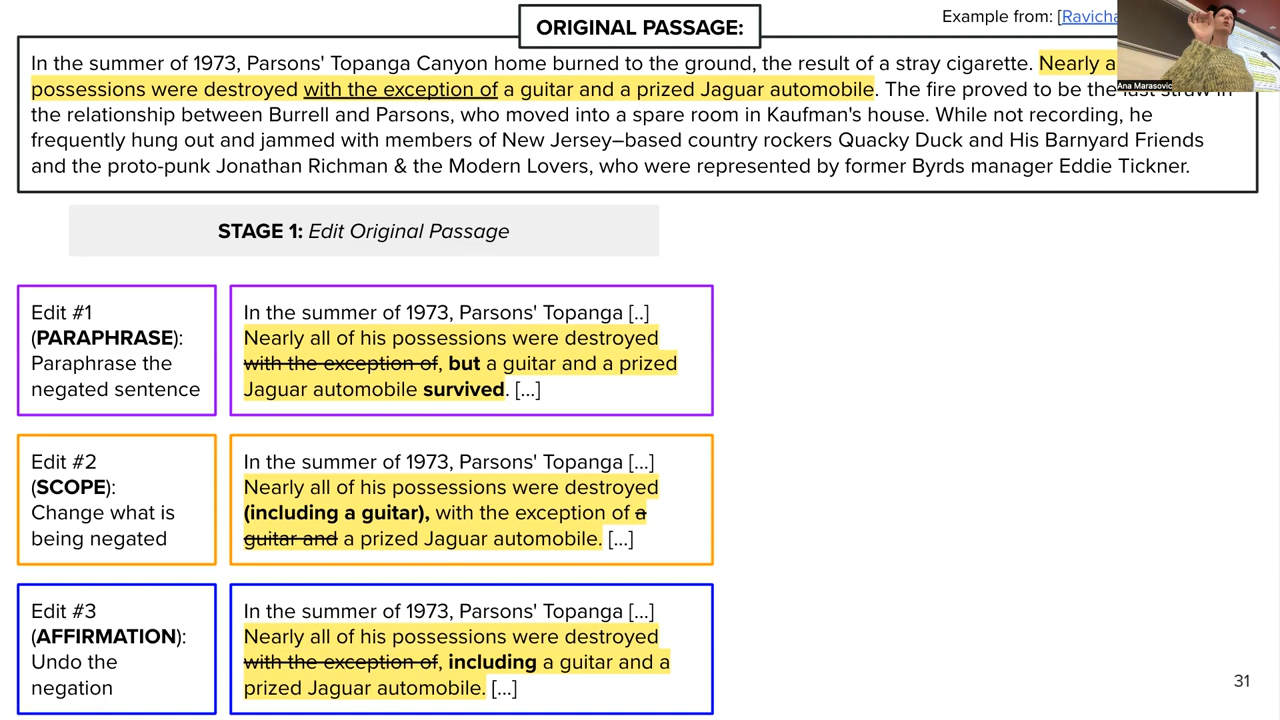 ORIGINAL PASSAGE:
Example from: [Ravicha
In the summer of 1973, Parsons' Topanga Canyon home burned to the ground, the result of a stray cigarette. Nearly a
possessions were destroyed with the exception of a guitar and a prized Jaguar automobile. The fire proved to be the last straw in
the relationship between Burrell and Parsons, who moved into a spare room in Kaufman's house. While not recording, he
frequently hung out and jammed with members of New Jersey–based country rockers Quacky Duck and His Barnyard Friends
and the proto-punk Jonathan Richman & the Modern Lovers, who were represented by former Byrds manager Eddie Tickner.
Ana Marasovic
STAGE 1: Edit Original Passage
Edit #1
(PARAPHRASE):
Paraphrase the
negated sentence
In the summer of 1973, Parsons' Topanga [..]
Nearly all of his possessions were destroyed
with the exception of, but a guitar and a prized
Jaguar automobile survived. [...]
Edit #2
(SCOPE):
Change what is
being negated
In the summer of 1973, Parsons' Topanga [...]
Nearly all of his possessions were destroyed
(including a guitar), with the exception of a
guitar and a prized Jaguar automobile. [...]
Edit #3
(AFFIRMATION):
Undo the
negation
In the summer of 1973, Parsons' Topanga [...]
Nearly all of his possessions were destroyed
with the exception of, including a guitar and a
prized Jaguar automobile. [...]
31